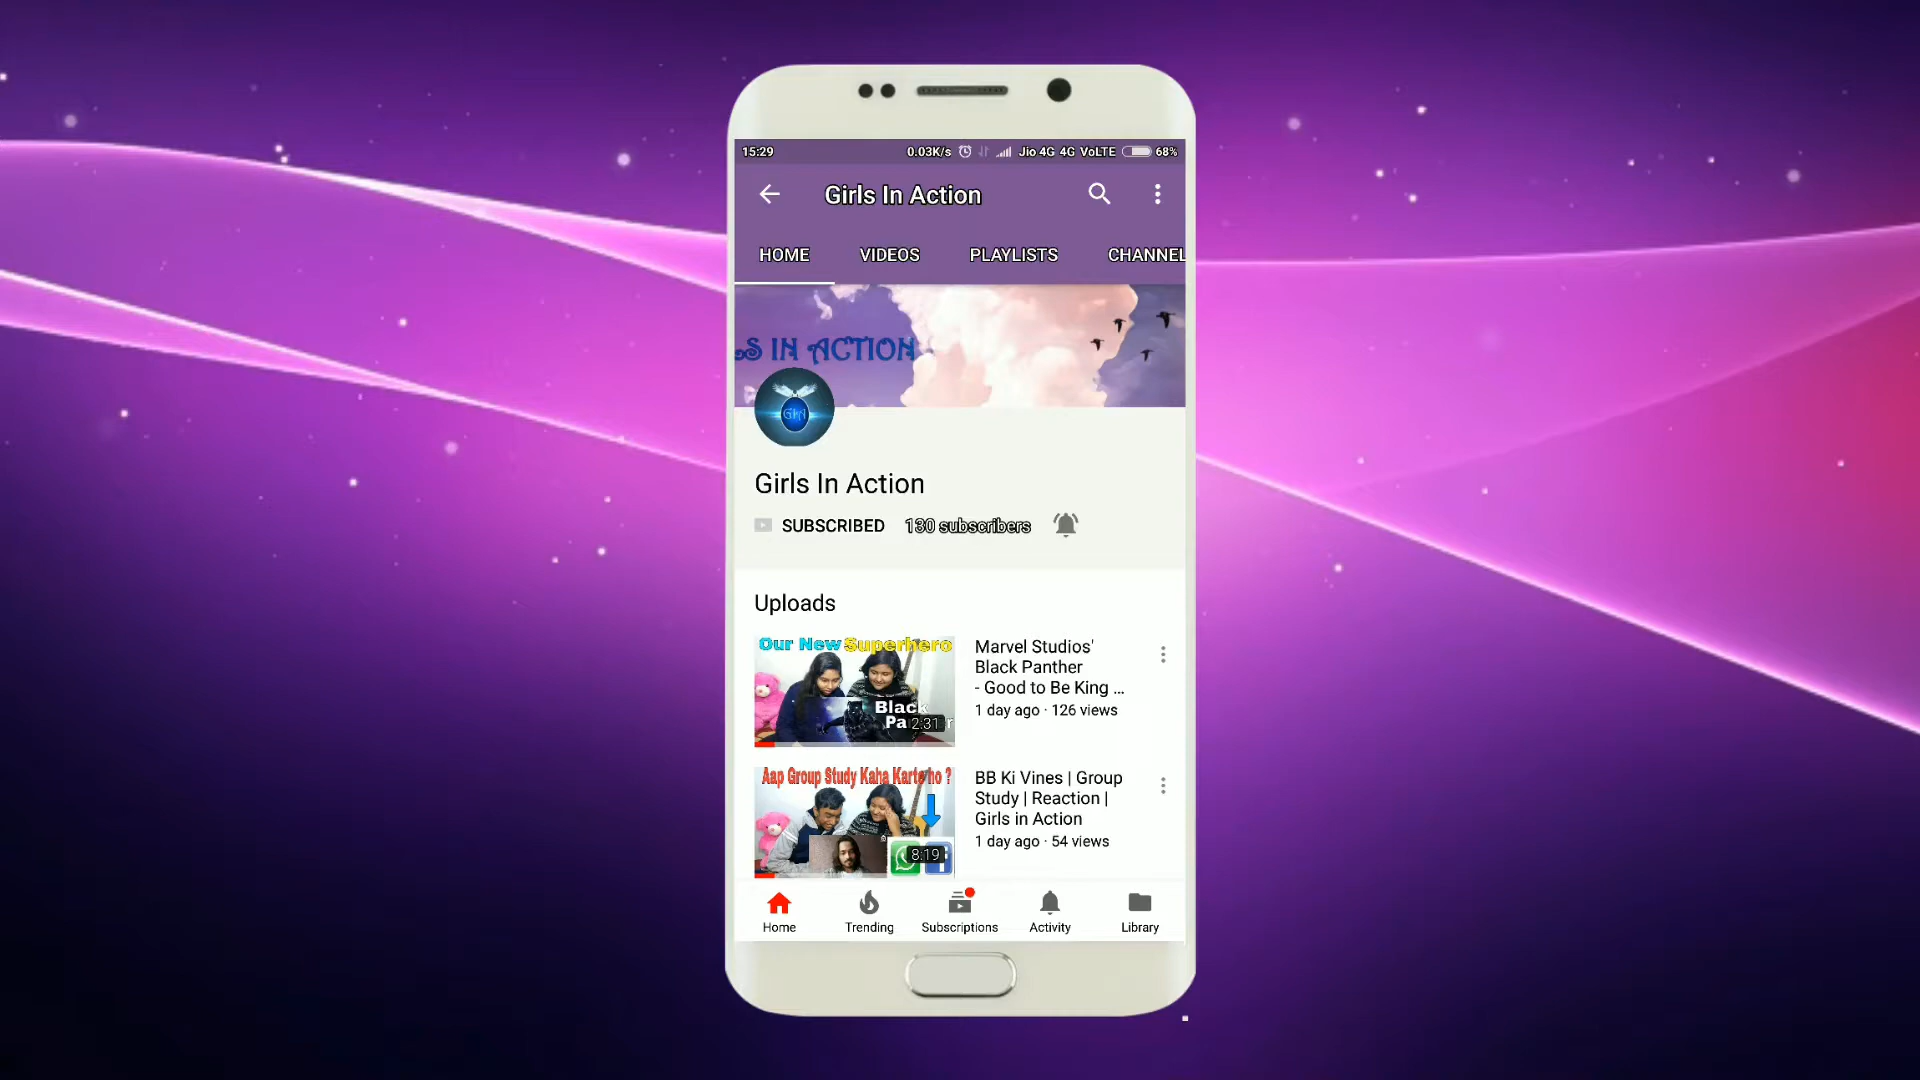 15:29 0.03K/s Jio 4G 4G VoLTE 68%
Girls In Action
HOME VIDEOS PLAYLISTS CHANNEL
S IN ACTION
GIA
Girls In Action
SUBSCRIBED 130 subscribers
Uploads
Our New Superhero
Black
Pa 2:31 r
Marvel Studios'
Black Panther
- Good to Be King ...
1 day ago · 126 views
Aap Group Study Kaha Karte ho ?
8:19
BB Ki Vines | Group
Study | Reaction |
Girls in Action
1 day ago · 54 views
Home Trending Subscriptions Activity Library